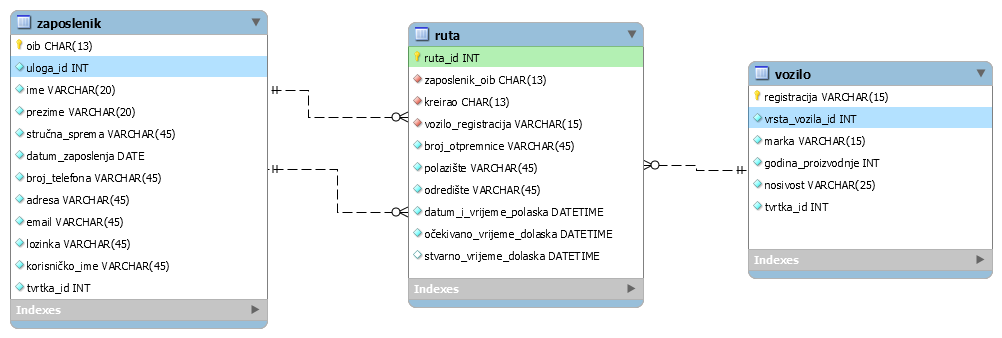 zaposlenik
oib CHAR(13)
uloga_id INT
ime VARCHAR(20)
prezime VARCHAR(20)
stručna_sprema VARCHAR(45)
datum_zaposlenja DATE
broj_telefona VARCHAR(45)
adresa VARCHAR(45)
email VARCHAR(45)
lozinka VARCHAR(45)
korisničko_ime VARCHAR(45)
tvrtka_id INT
Indexes
ruta
ruta_id INT
zaposlenik_oib CHAR(13)
kreirao CHAR(13)
vozilo_registracija VARCHAR(15)
broj_otpremnice VARCHAR(45)
polazište VARCHAR(45)
odredište VARCHAR(45)
datum_i_vrijeme_polaska DATETIME
očekivano_vrijeme_dolaska DATETIME
stvarno_vrijeme_dolaska DATETIME
Indexes
vozilo
registracija VARCHAR(15)
vrsta_vozila_id INT
marka VARCHAR(15)
godina_proizvodnje INT
nosivost VARCHAR(25)
tvrtka_id INT
Indexes